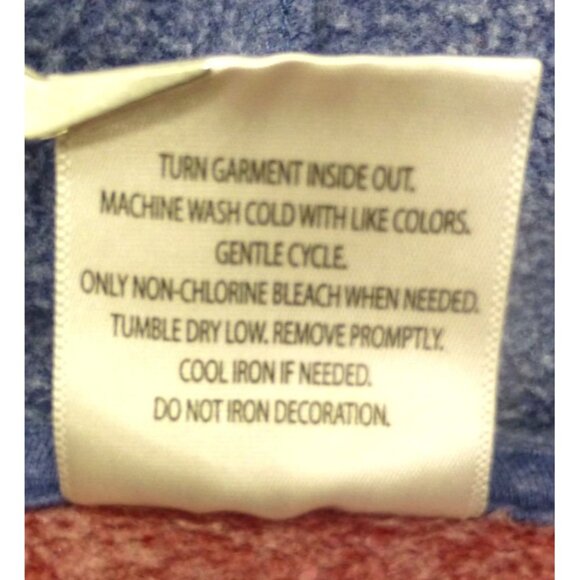 TURN GARMENT INSIDE OUT.
MACHINE WASH COLD WITH LIKE COLORS.
GENTLE CYCLE.
ONLY NON-CHLORINE BLEACH WHEN NEEDED.
TUMBLE DRY LOW. REMOVE PROMPTLY.
COOL IRON IF NEEDED.
DO NOT IRON DECORATION.